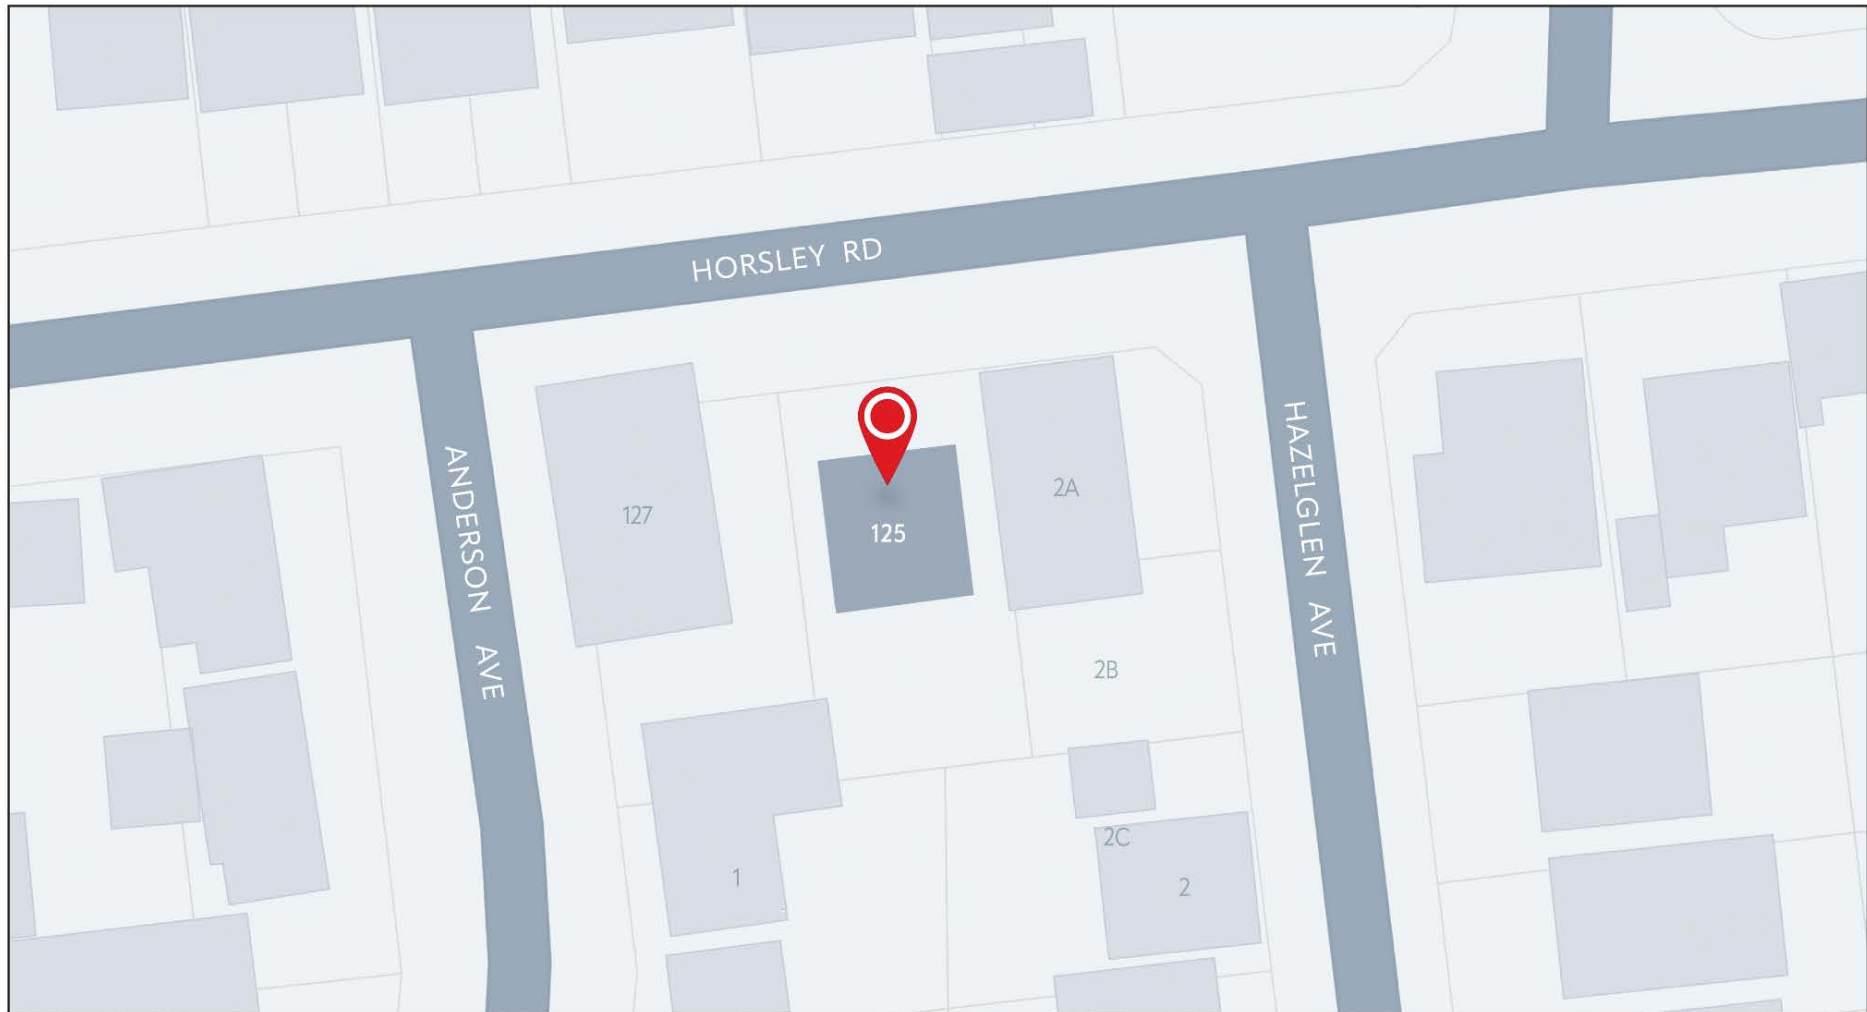 HORSLEY RD
ANDERSON AVE
HAZELGLEN AVE
127
125
2A
2B
2C
1
2